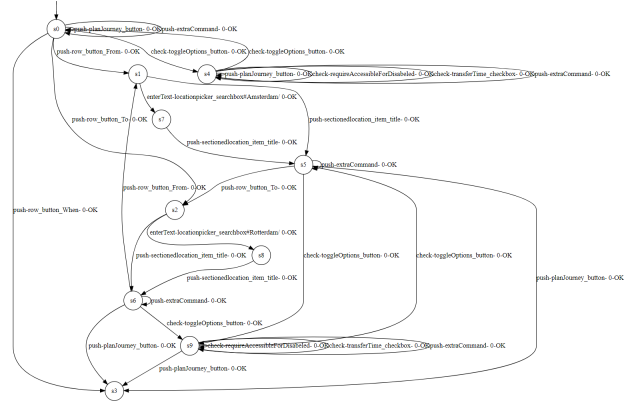 s0
push-planJourney_button- 0-OK
push-extraCommand- 0-OK
push-row_button_From- 0-OK
check-toggleOptions_button- 0-OK
check-toggleOptions_button- 0-OK
s1
s4
push-planJourney_button- 0-OK
check-requireAccessibleForDisabeled- 0-OK
check-transferTime_checkbox- 0-OK
push-extraCommand- 0-OK
enterText-locationpicker_searchbox#Amsterdam/ 0-OK
push-row_button_To- 0-OK
s7
push-sectionedlocation_item_title- 0-OK
push-sectionedlocation_item_title- 0-OK
s5
push-extraCommand- 0-OK
push-row_button_From- 0-OK
push-row_button_To- 0-OK
push-row_button_When- 0-OK
s2
enterText-locationpicker_searchbox#Rotterdam/ 0-OK
push-sectionedlocation_item_title- 0-OK
s8
check-toggleOptions_button- 0-OK
check-toggleOptions_button- 0-OK
push-sectionedlocation_item_title- 0-OK
push-planJourney_button- 0-OK
s6
push-extraCommand- 0-OK
check-toggleOptions_button- 0-OK
push-planJourney_button- 0-OK
s9
check-requireAccessibleForDisabeled- 0-OK
check-transferTime_checkbox- 0-OK
push-extraCommand- 0-OK
push-planJourney_button- 0-OK
s3